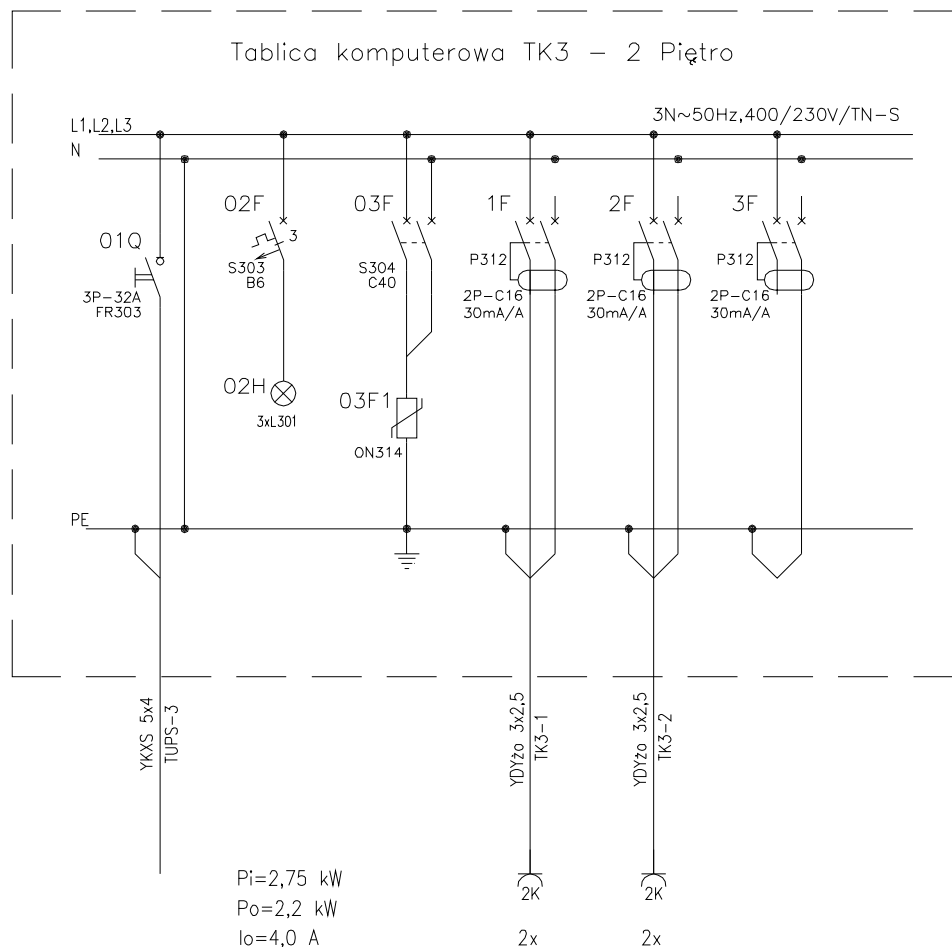 Tablica komputerowa TK3 – 2 Piętro
L1,L2,L3
3N~50Hz,400/230V/TN-S
N
02F
03F
1F
2F
3F
01Q
3
S303
B6
S304
C40
P312
P312
P312
3P-32A
FR303
2P-C16
30mA/A
2P-C16
30mA/A
2P-C16
30mA/A
02H
3xL301
03F1
ON314
PE
YKXS 5x4
TUPS-3
YDYżo 3x2,5
TK3-1
YDYżo 3x2,5
TK3-2
2K
2K
Pi=2,75 kW
Po=2,2 kW
Io=4,0 A
2x
2x